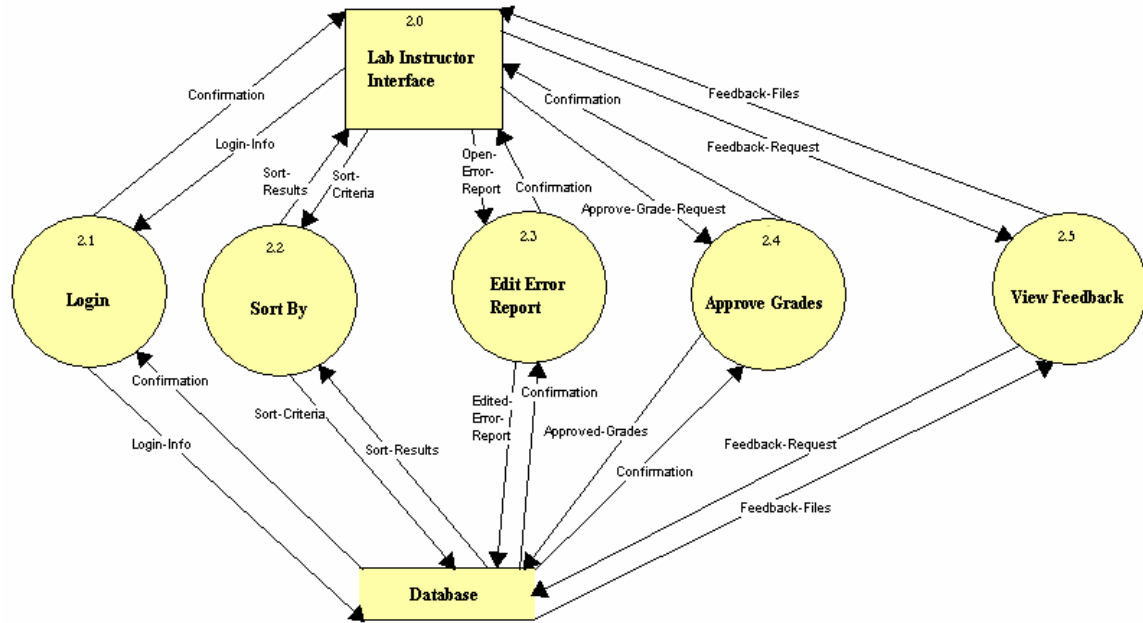 2.0
Lab Instructor
Interface
Confirmation
Login-Info
Sort-
Results
Sort-
Criteria
Open-
Error-
Report
Confirmation
Confirmation
Approve-Grade-Request
Feedback-Files
Feedback-Request
2.1
Login
2.2
Sort By
2.3
Edit Error
Report
2.4
Approve Grades
2.5
View Feedback
Confirmation
Login-Info
Sort-Criteria
Sort-Results
Edited-
Error-
Report
Confirmation
Approved-Grades
Confirmation
Feedback-Request
Feedback-Files
Database